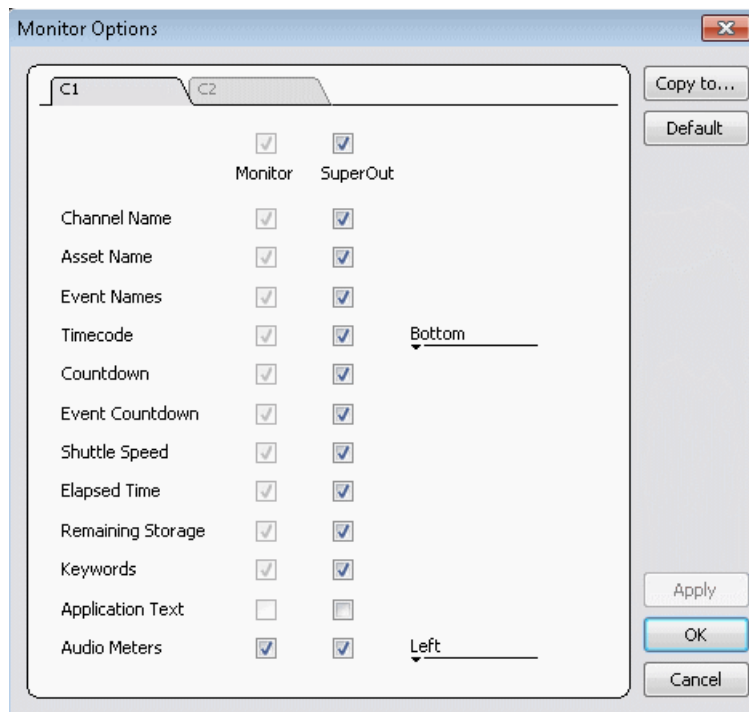 Monitor Options
C1
C2
Copy to...
Default
Monitor
SuperOut
Channel Name
Asset Name
Event Names
Timecode
Bottom
Countdown
Event Countdown
Shuttle Speed
Elapsed Time
Remaining Storage
Keywords
Application Text
Audio Meters
Left
Apply
OK
Cancel